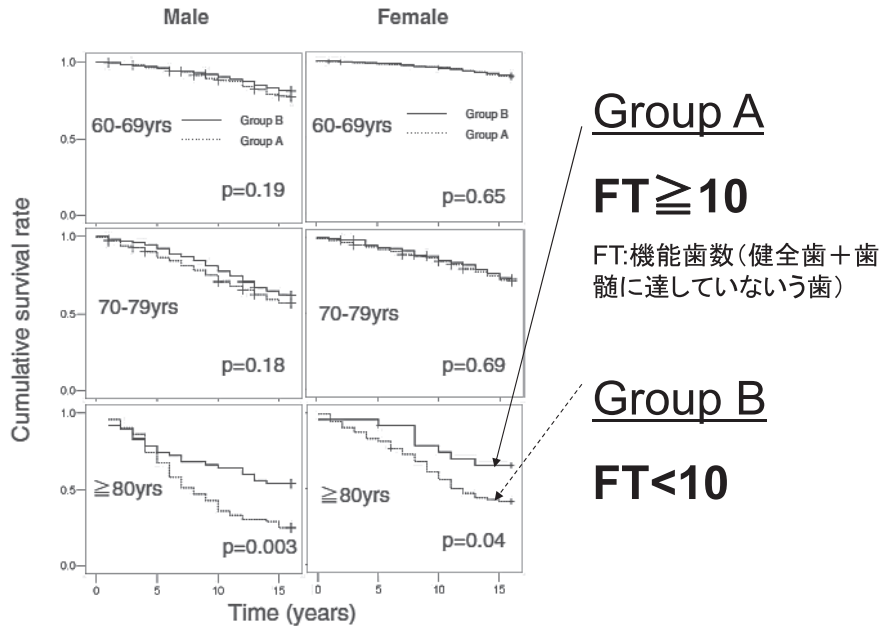 Male
Female
Cumulative survival rate
1.0
0.5
0.0
60-69yrs
Group B
Group A
p=0.19
60-69yrs
Group B
Group A
p=0.65
1.0
0.5
0.0
70-79yrs
p=0.18
70-79yrs
p=0.69
1.0
0.5
0.0
≧80yrs
p=0.003
≧80yrs
p=0.04
0 5 10 15
0 5 10 15
Time (years)
Group A
FT≧10
FT:機能歯数(健全歯+歯
髄に達していないう歯)
Group B
FT<10